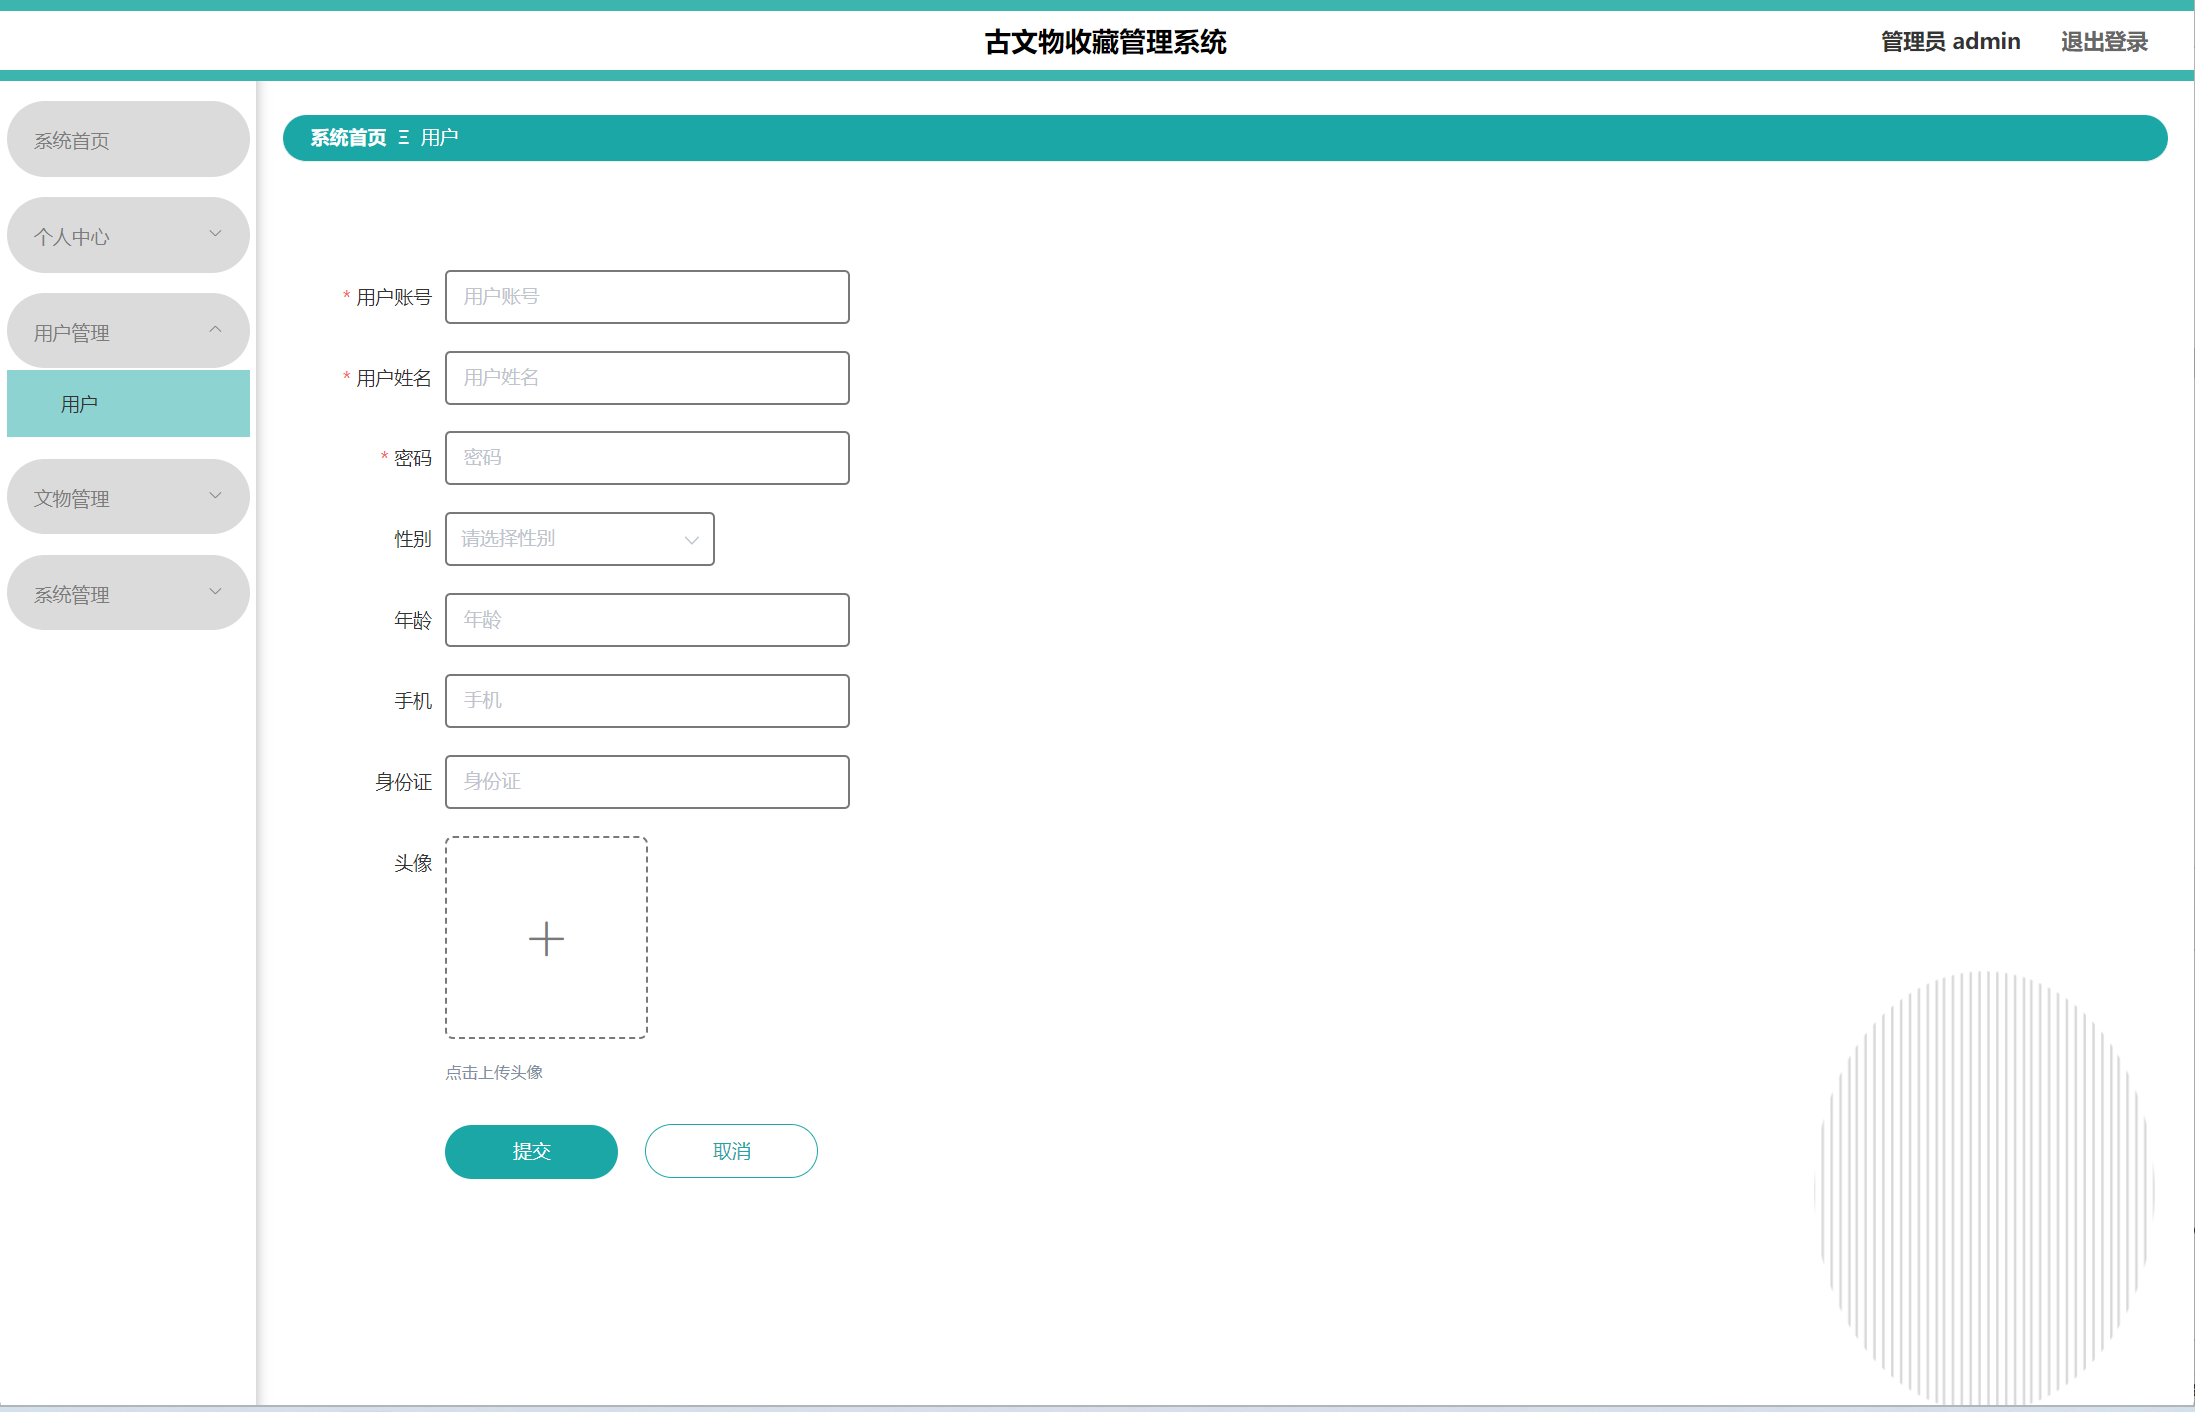 古文物收藏管理系统
管理员 admin
退出登录
系统首页
个人中心
用户管理
用户
文物管理
系统管理
系统首页 Ξ 用户
* 用户账号 用户账号
* 用户姓名 用户姓名
* 密码 密码
性别 请选择性别
年龄 年龄
手机 手机
身份证 身份证
头像
点击上传头像
提交 取消